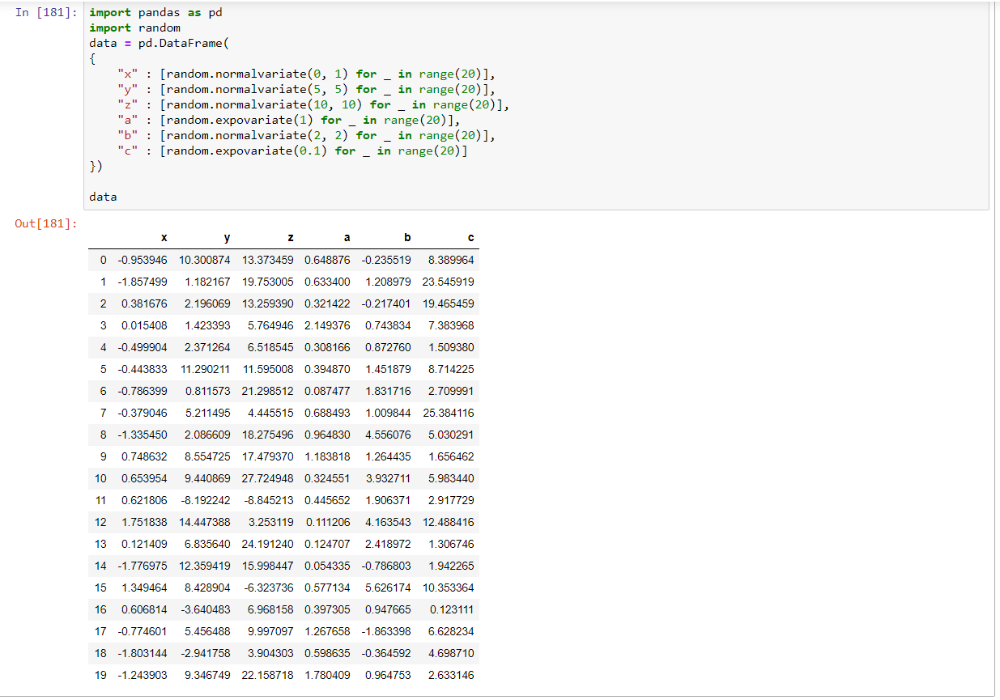 In [181]: import pandas as pd
import random
data = pd.DataFrame(
{
    "x" : [random.normalvariate(0, 1) for _ in range(20)],
    "y" : [random.normalvariate(5, 5) for _ in range(20)],
    "z" : [random.normalvariate(10, 10) for _ in range(20)],
    "a" : [random.expovariate(1) for _ in range(20)],
    "b" : [random.normalvariate(2, 2) for _ in range(20)],
    "c" : [random.expovariate(0.1) for _ in range(20)]
})
data
Out[181]:
x y z a b c
0 -0.953946 10.300874 13.373459 0.648876 -0.235519 8.389964
1 -1.857499 1.182167 19.753005 0.633400 1.208979 23.545919
2 0.381676 2.196069 13.259390 0.321422 -0.217401 19.465459
3 0.015408 1.423393 5.764946 2.149376 0.743834 7.383968
4 -0.499904 2.371264 6.518545 0.308166 0.872760 1.509380
5 -0.443833 11.290211 11.595008 0.394870 1.451879 8.714225
6 -0.786399 0.811573 21.298512 0.087477 1.831716 2.709991
7 -0.379046 5.211495 4.445515 0.688493 1.009844 25.384116
8 -1.335450 2.086609 18.275496 0.964830 4.556076 5.030291
9 0.748632 8.554725 17.479370 1.183818 1.264435 1.656462
10 0.653954 9.440869 27.724948 0.324551 3.932711 5.983440
11 0.621806 -8.192242 -8.845213 0.445652 1.906371 2.917729
12 1.751838 14.447388 3.253119 0.111206 4.163543 12.488416
13 0.121409 6.835640 24.191240 0.124707 2.418972 1.306746
14 -1.776975 12.359419 15.998447 0.054335 -0.786803 1.942265
15 1.349464 8.428904 -6.323736 0.577134 5.626174 10.353364
16 0.606814 -3.640483 6.968158 0.397305 0.947665 0.123111
17 -0.774601 5.456488 9.997097 1.267658 -1.863398 6.628234
18 -1.803144 -2.941758 3.904303 0.598635 -0.364592 4.698710
19 -1.243903 9.346749 22.158718 1.780409 0.964753 2.633146